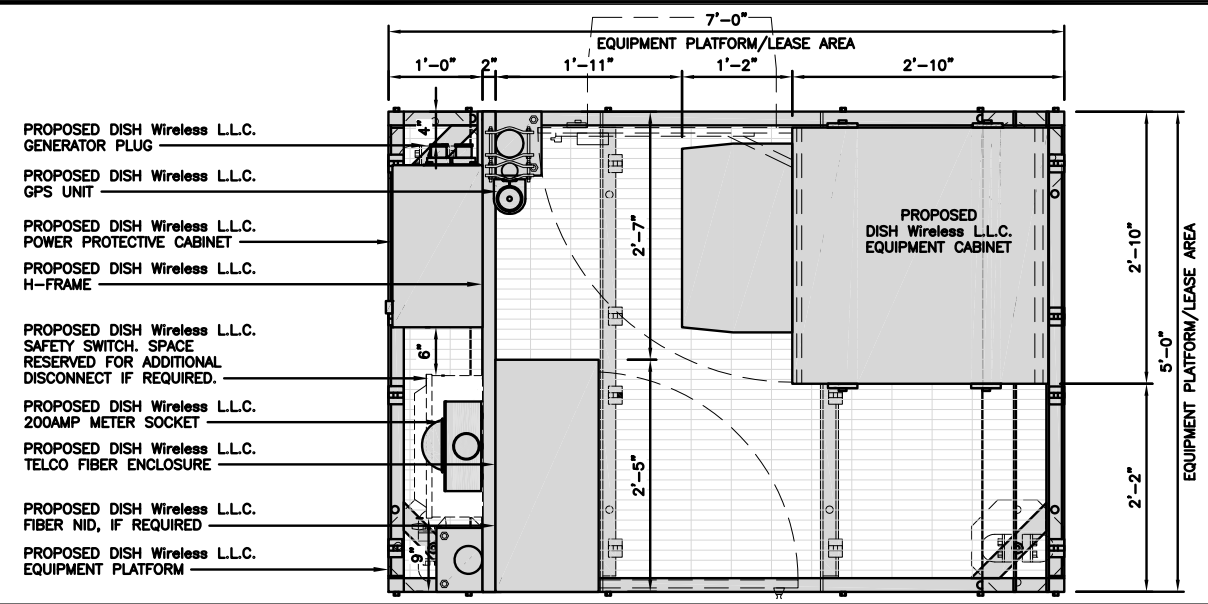 7'-0"
EQUIPMENT PLATFORM/LEASE AREA
1'-0" 2" 1'-11" 1'-2" 2'-10"
PROPOSED DISH Wireless L.L.C.
GENERATOR PLUG
4"
PROPOSED DISH Wireless L.L.C.
GPS UNIT
PROPOSED DISH Wireless L.L.C.
POWER PROTECTIVE CABINET
PROPOSED DISH Wireless L.L.C.
H-FRAME
PROPOSED DISH Wireless L.L.C.
SAFETY SWITCH. SPACE
RESERVED FOR ADDITIONAL
DISCONNECT IF REQUIRED.
PROPOSED DISH Wireless L.L.C.
200AMP METER SOCKET
PROPOSED DISH Wireless L.L.C.
TELCO FIBER ENCLOSURE
PROPOSED DISH Wireless L.L.C.
FIBER NID, IF REQUIRED
PROPOSED DISH Wireless L.L.C.
EQUIPMENT PLATFORM
6"
9"
2'-7"
2'-5"
PROPOSED
DISH Wireless L.L.C.
EQUIPMENT CABINET
2'-10"
2'-2"
5'-0"
EQUIPMENT PLATFORM/LEASE AREA